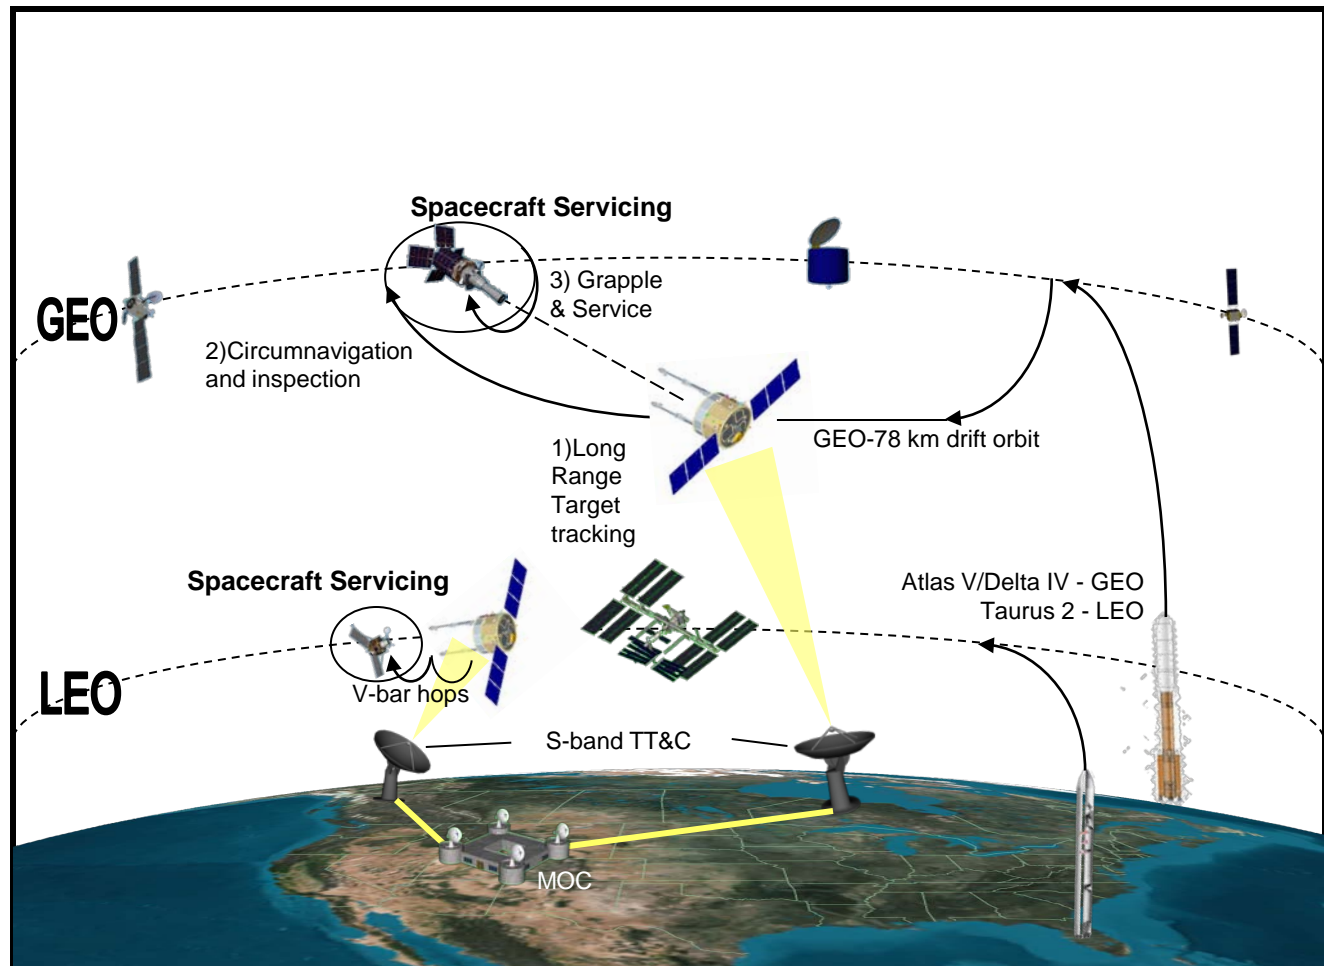 Spacecraft Servicing
GEO
3) Grapple
& Service
2)Circumnavigation
and inspection
GEO-78 km drift orbit
1)Long
Range
Target
tracking
Spacecraft Servicing
Atlas V/Delta IV - GEO
Taurus 2 - LEO
LEO
V-bar hops
S-band TT&C
MOC